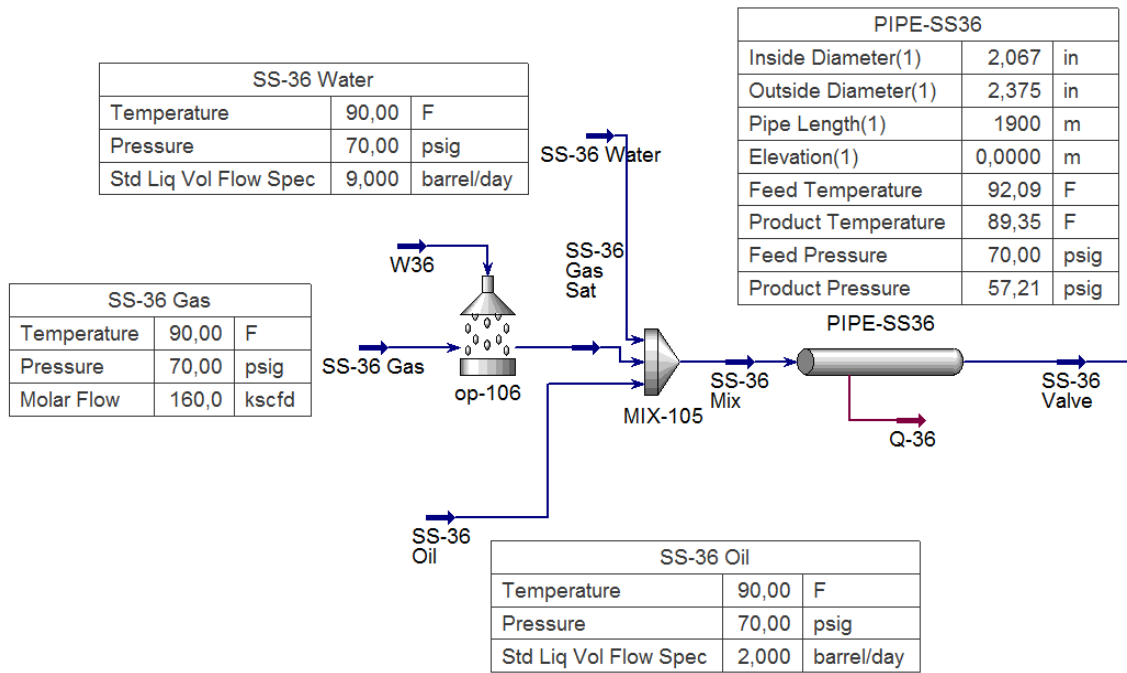 PIPE-SS36
Inside Diameter(1) 2,067 in
Outside Diameter(1) 2,375 in
Pipe Length(1) 1900 m
Elevation(1) 0,0000 m
Feed Temperature 92,09 F
Product Temperature 89,35 F
Feed Pressure 70,00 psig
Product Pressure 57,21 psig
SS-36 Water
Temperature 90,00 F
Pressure 70,00 psig
Std Liq Vol Flow Spec 9,000 barrel/day
SS-36 Water
W36
SS-36
Gas
Sat
SS-36 Gas
Temperature 90,00 F
Pressure 70,00 psig
Molar Flow 160,0 kscfd
SS-36 Gas
op-106
MIX-105
SS-36
Mix
PIPE-SS36
SS-36
Valve
Q-36
SS-36
Oil
SS-36 Oil
Temperature 90,00 F
Pressure 70,00 psig
Std Liq Vol Flow Spec 2,000 barrel/day